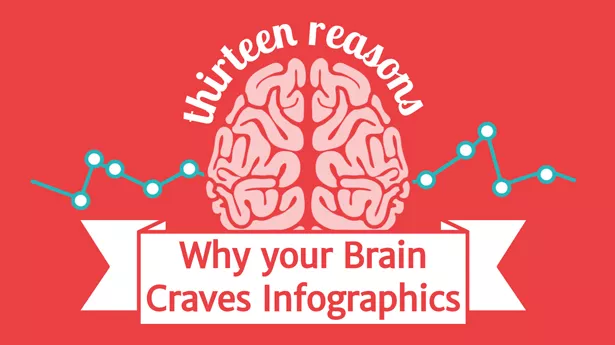 thirteen reasons
Why your Brain
Craves Infographics